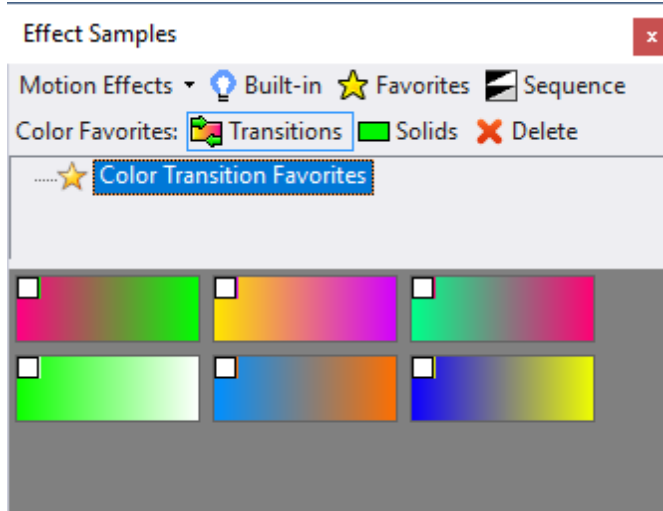 Effect Samples
x
Motion Effects Built-in Favorites Sequence
Color Favorites: Transitions Solids Delete
Color Transition Favorites